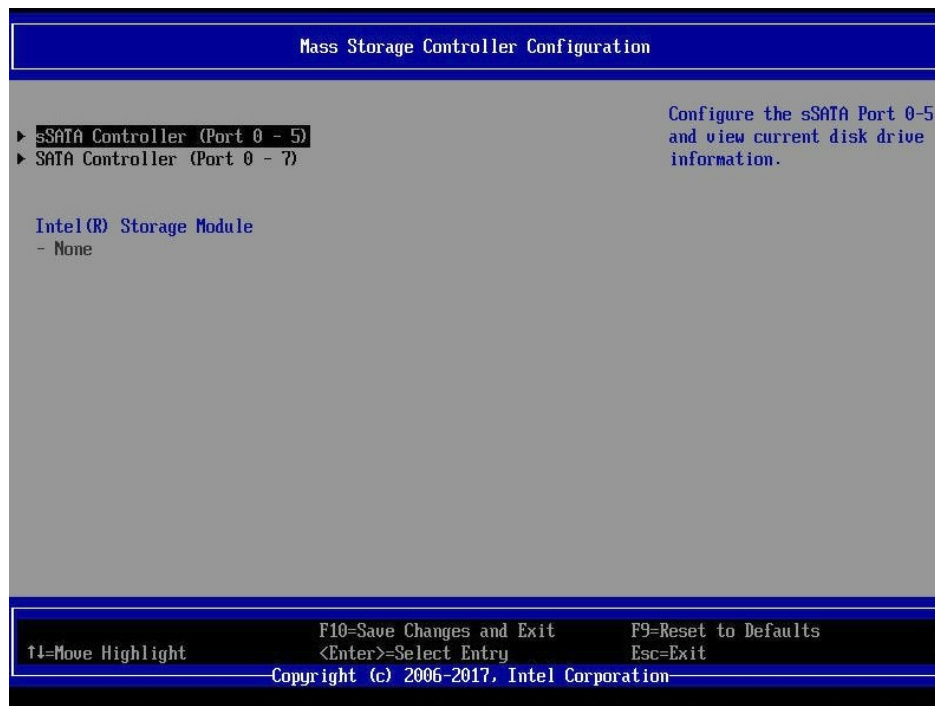 Mass Storage Controller Configuration
▶ sSATA Controller (Port 0 - 5)
▶ SATA Controller (Port 0 - 7)
Intel(R) Storage Module
- None
Configure the sSATA Port 0-5
and view current disk drive
information.
F10=Save Changes and Exit F9=Reset to Defaults
↑↓=Move Highlight <Enter>=Select Entry Esc=Exit
Copyright (c) 2006-2017, Intel Corporation